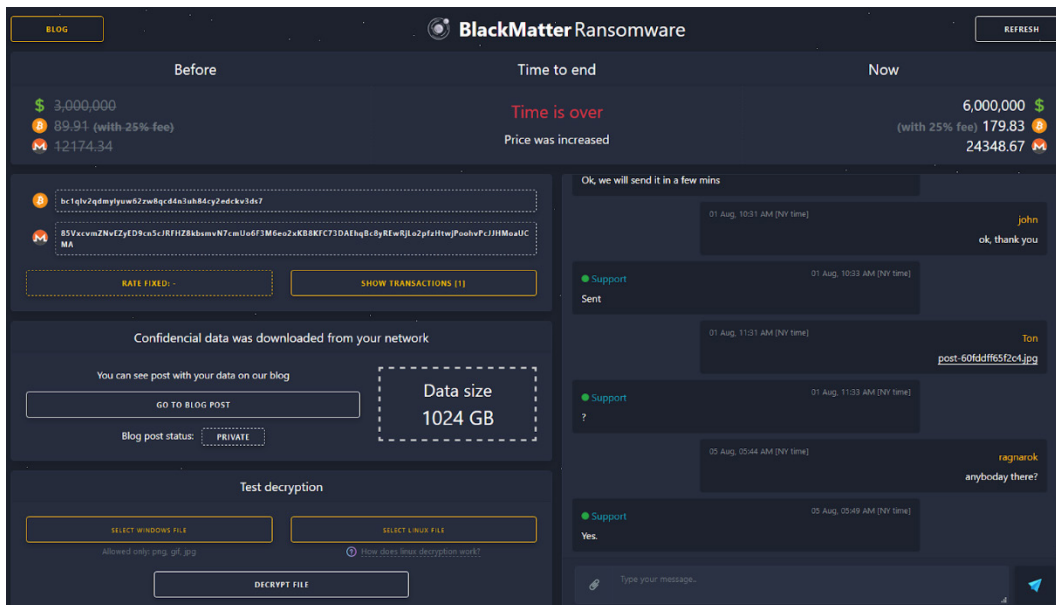 BLOG
BlackMatter Ransomware
REFRESH
Before
Time to end
Now
$ 3,000,000
89.91 (with 25% fee)
12174.34
Time is over
Price was increased
6,000,000 $
(with 25% fee) 179.83
24348.67
bc1qlv2qdmylyuw62zw8qcd4n3uh84cy2edckv3ds7
85VxcvmZNvEZyED9cn5cJRFHZ8kbsmvN7cmUo6F3M6eo2xKB8KFC73DAEhqBc8yREwRjLo2pfzHtwjPoohvPcJJHMoaUC
MA
RATE FIXED: -
SHOW TRANSACTIONS [1]
Confidencial data was downloaded from your network
You can see post with your data on our blog
GO TO BLOG POST
Blog post status: PRIVATE
Data size
1024 GB
Test decryption
SELECT WINDOWS FILE
SELECT LINUX FILE
Allowed only: png, gif, jpg
How does linux decryption work?
DECRYPT FILE
Ok, we will send it in a few mins
01 Aug, 10:31 AM [NY time]
john
ok, thank you
Support
01 Aug, 10:33 AM [NY time]
Sent
01 Aug, 11:31 AM [NY time]
Ton
post-60fddff65f2c4.jpg
Support
01 Aug, 11:33 AM [NY time]
?
05 Aug, 05:44 AM [NY time]
ragnarok
anyboday there?
Support
05 Aug, 05:49 AM [NY time]
Yes.
Type your message..